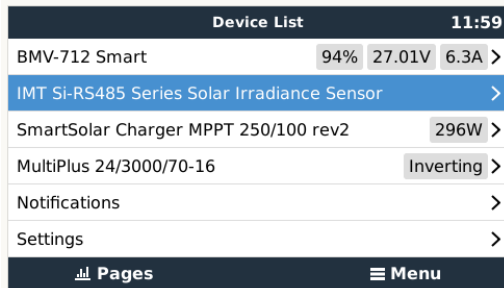 Device List 11:59
BMV-712 Smart 94% 27.01V 6.3A
IMT Si-RS485 Series Solar Irradiance Sensor
SmartSolar Charger MPPT 250/100 rev2 296W
MultiPlus 24/3000/70-16 Inverting
Notifications
Settings
Pages Menu